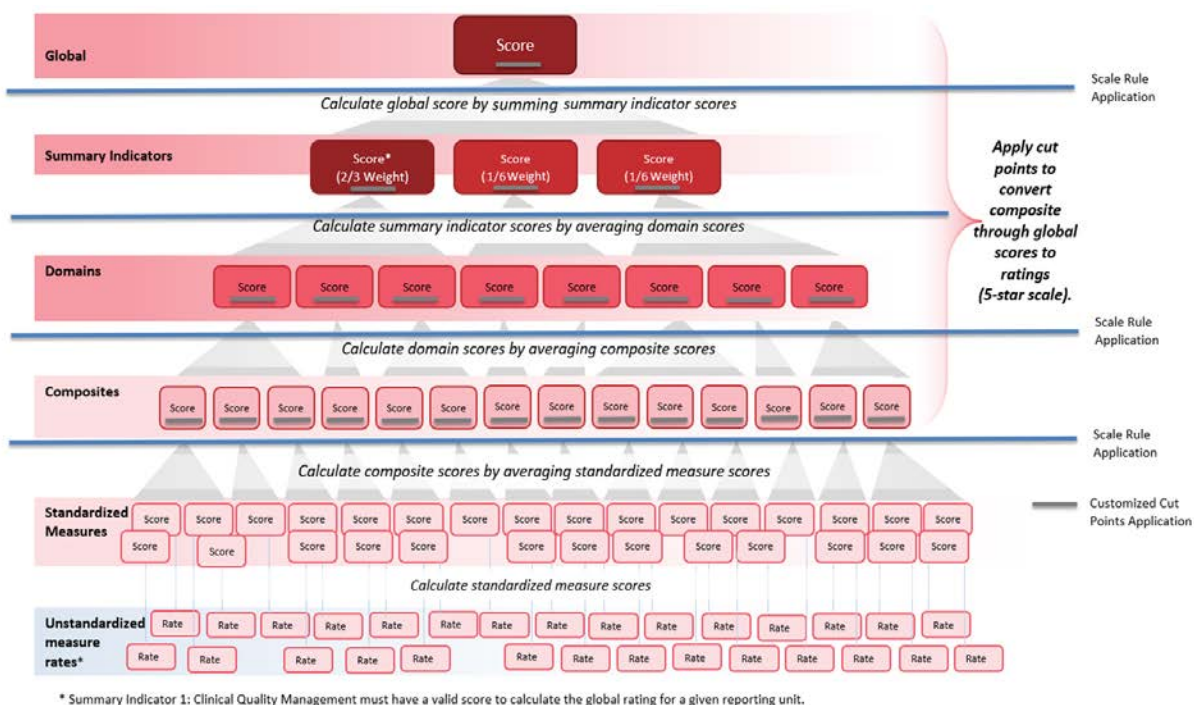 Global
Score
Scale Rule
Application
Calculate global score by summing summary indicator scores
Summary Indicators
Score*
(2/3 Weight)
Score
(1/6 Weight)
Score
(1/6 Weight)
Apply cut
points to
convert
composite
through global
scores to
ratings
(5-star scale).
Calculate summary indicator scores by averaging domain scores
Domains
Score Score Score Score Score Score Score Score
Scale Rule
Application
Calculate domain scores by averaging composite scores
Composites
Score Score Score Score Score Score Score Score Score Score Score Score Score Score
Scale Rule
Application
Calculate composite scores by averaging standardized measure scores
Standardized
Measures
Score Score Score Score Score Score Score Score Score Score Score Score Score Score Score Score
Score Score Score Score Score Score Score Score Score Score Score Score Score
Customized Cut
Points Application
Calculate standardized measure scores
Unstandardized
measure
rates*
Rate Rate Rate Rate Rate Rate Rate Rate Rate Rate Rate Rate Rate Rate Rate
Rate Rate Rate Rate Rate Rate Rate Rate Rate Rate Rate Rate Rate Rate
* Summary Indicator 1: Clinical Quality Management must have a valid score to calculate the global rating for a given reporting unit.